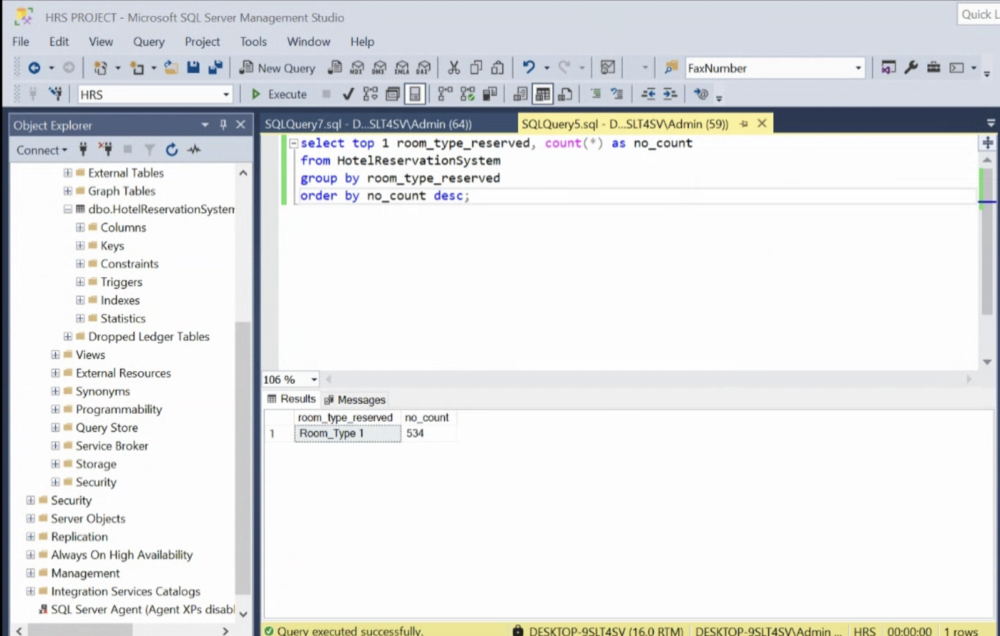 HRS PROJECT - Microsoft SQL Server Management Studio
Quick L
File Edit View Query Project Tools Window Help
New Query MDX DMX XMLA DAX FaxNumber
HRS Execute
Object Explorer
SQLQuery7.sql - D...SLT4SV\Admin (64))
SQLQuery5.sql - D...SLT4SV\Admin (59))
Connect
External Tables
Graph Tables
dbo.HotelReservationSystem
Columns
Keys
Constraints
Triggers
Indexes
Statistics
Dropped Ledger Tables
Views
External Resources
Synonyms
Programmability
Query Store
Service Broker
Storage
Security
Security
Server Objects
Replication
Always On High Availability
Management
Integration Services Catalogs
SQL Server Agent (Agent XPs disabl
select top 1 room_type_reserved, count(*) as no_count
from HotelReservationSystem
group by room_type_reserved
order by no_count desc;
106 %
Results Messages
room_type_reserved no_count
1 Room_Type 1 534
Query executed successfully. DESKTOP-9SLT4SV (16.0 RTM) DESKTOP-9SLT4SV\Admin ... HRS 00:00:00 1 rows